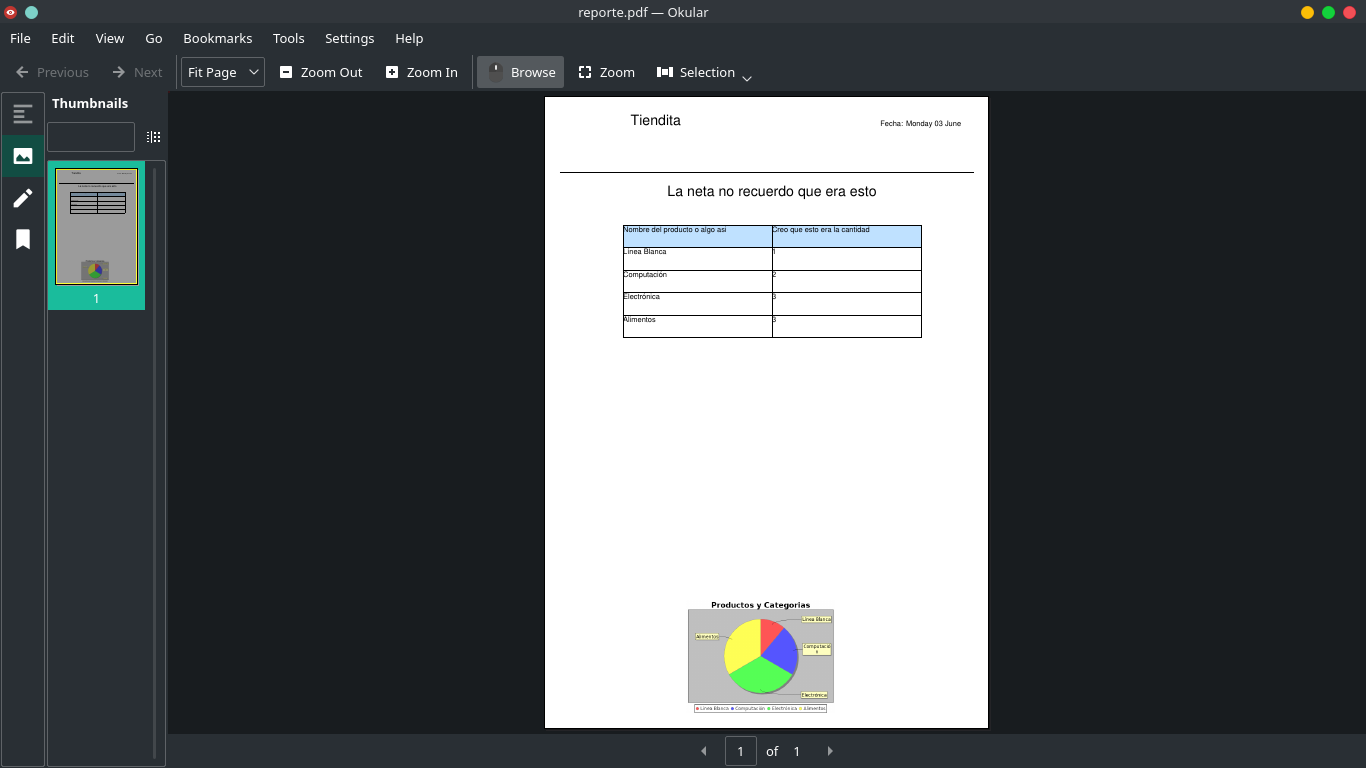 reporte.pdf — Okular
File Edit View Go Bookmarks Tools Settings Help
Previous Next Fit Page Zoom Out Zoom In Browse Zoom Selection
Thumbnails
1
Tiendita
Fecha: Monday 03 June
La neta no recuerdo que era esto
Nombre del producto o algo asi Creo que esto era la cantidad
Linea Blanca 1
Computación 2
Electrónica 3
Alimentos 3
Productos y Categorias
Linea Blanca
Alimentos
Computació
n
Electrónica
Linea Blanca Computación Electrónica Alimentos
1 of 1